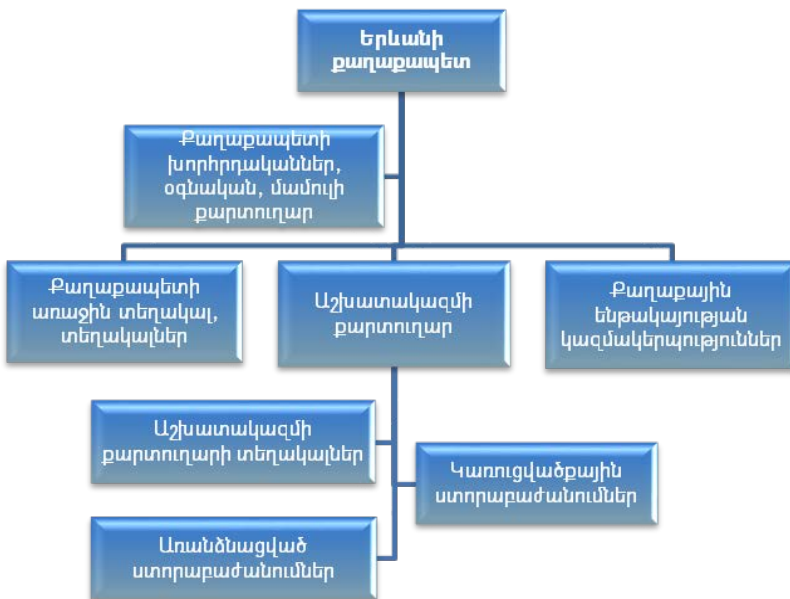 Երևանի
քաղաքապետ
Քաղաքապետի
խորհրդականներ,
օգնական, մամուլի
քարտուղար
Քաղաքապետի
առաջին տեղակալ,
տեղակալներ
Աշխատակազմի
քարտուղար
Քաղաքային
ենթակայության
կազմակերպություններ
Աշխատակազմի
քարտուղարի տեղակալներ
Կառուցվածքային
ստորաբաժանումներ
Առանձնացված
ստորաբաժանումներ